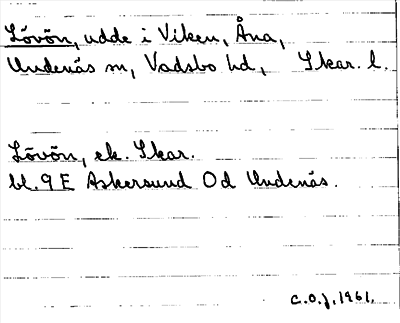 Lövön, udde i Viken, Åna,
Undenäs sn, Vadsbo hd, Skar. l.
Lövön, ek. Skar.
bl. 9 E Askersund Od Undenäs.
C.O.J. 1961.